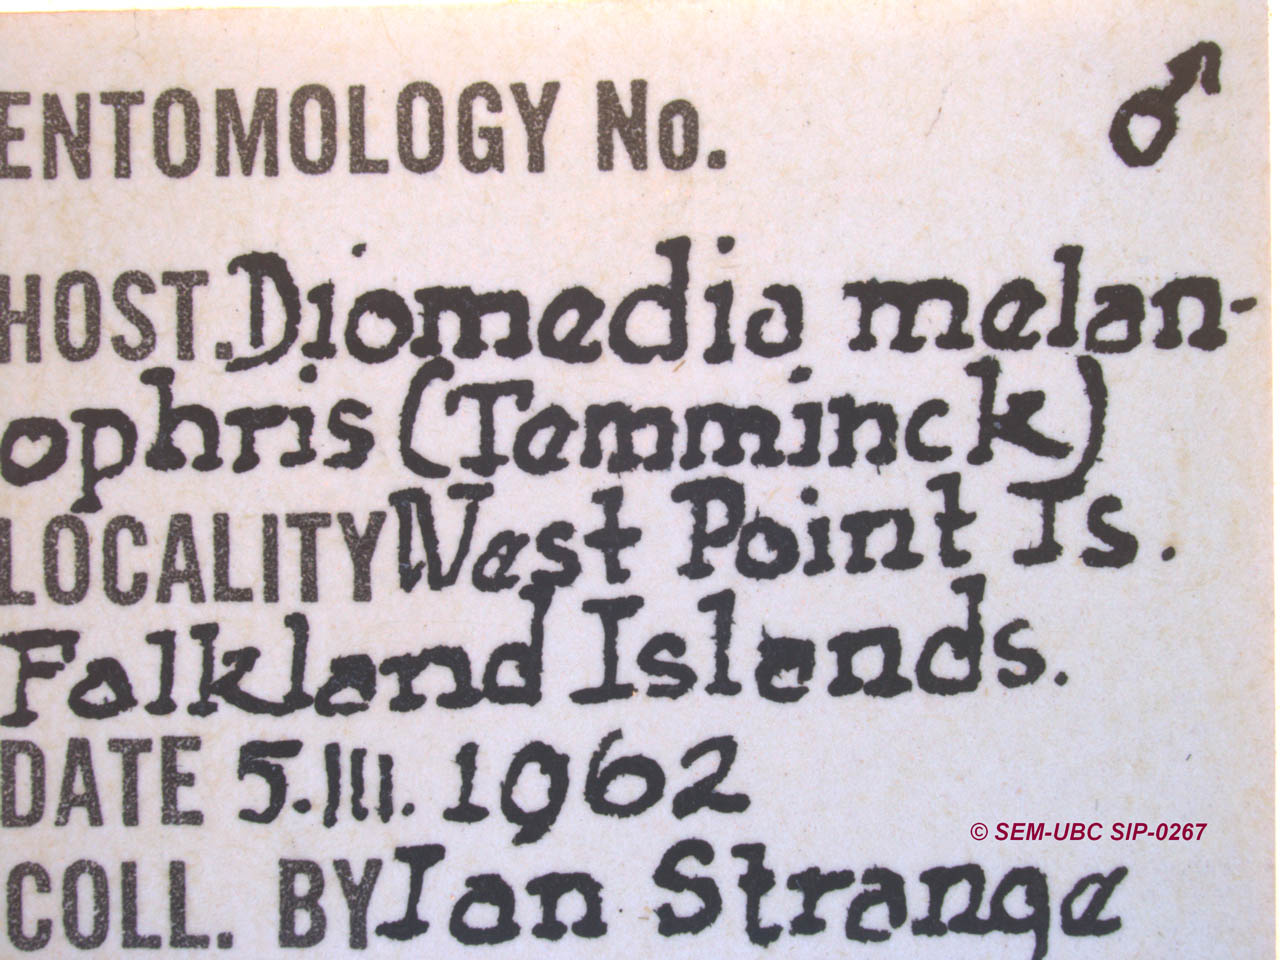 ENTOMOLOGY No. ♂
HOST. Diomedia melan-
ophris (Temminck)
LOCALITY West Point Is.
Falkland Islands.
DATE 5.III.1962
© SEM-UBC SIP-0267
COLL. BY Ian Strange